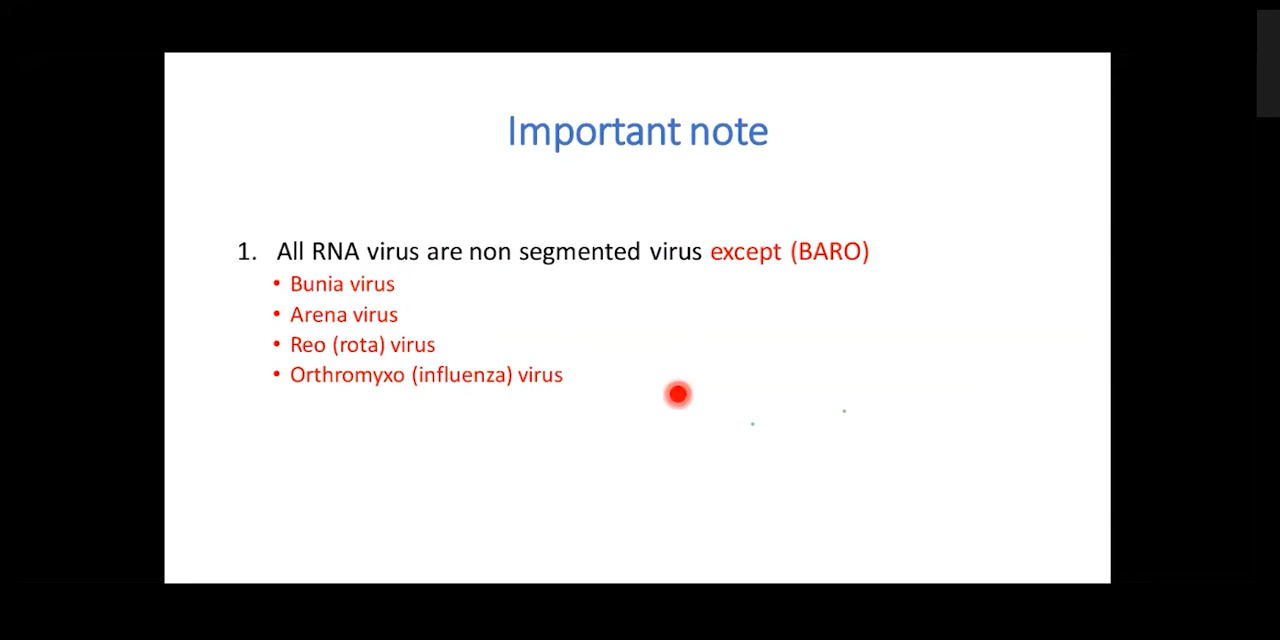 Important note
1. All RNA virus are non segmented virus except (BARO)
• Bunia virus
• Arena virus
• Reo (rota) virus
• Orthromyxo (influenza) virus